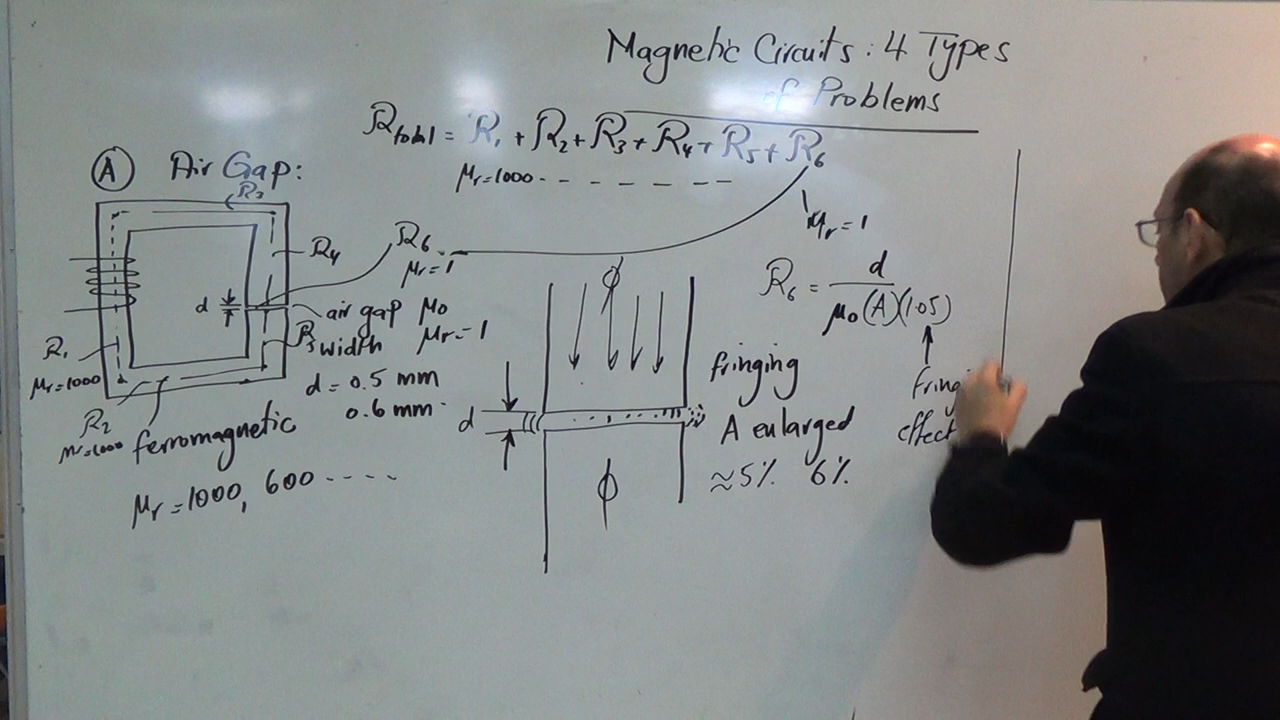 Magnetic Circuits: 4 Types
of Problems
R total = R1 + R2 + R3 + R4 + R5 + R6
μr=1000 - - - - - - -
μr=1
(A) Air Gap:
R3
R4
R6
μr=1
d
air gap μ0
μr=1
R5
width
R1
μr=1000
d = 0.5 mm
0.6 mm
R2
μr=1000
ferromagnetic
μr=1000, 600 ----
ϕ
d
ϕ
R6 = d / μ0(A)(1.05)
fringing
A enlarged
≈5% 6%
effect